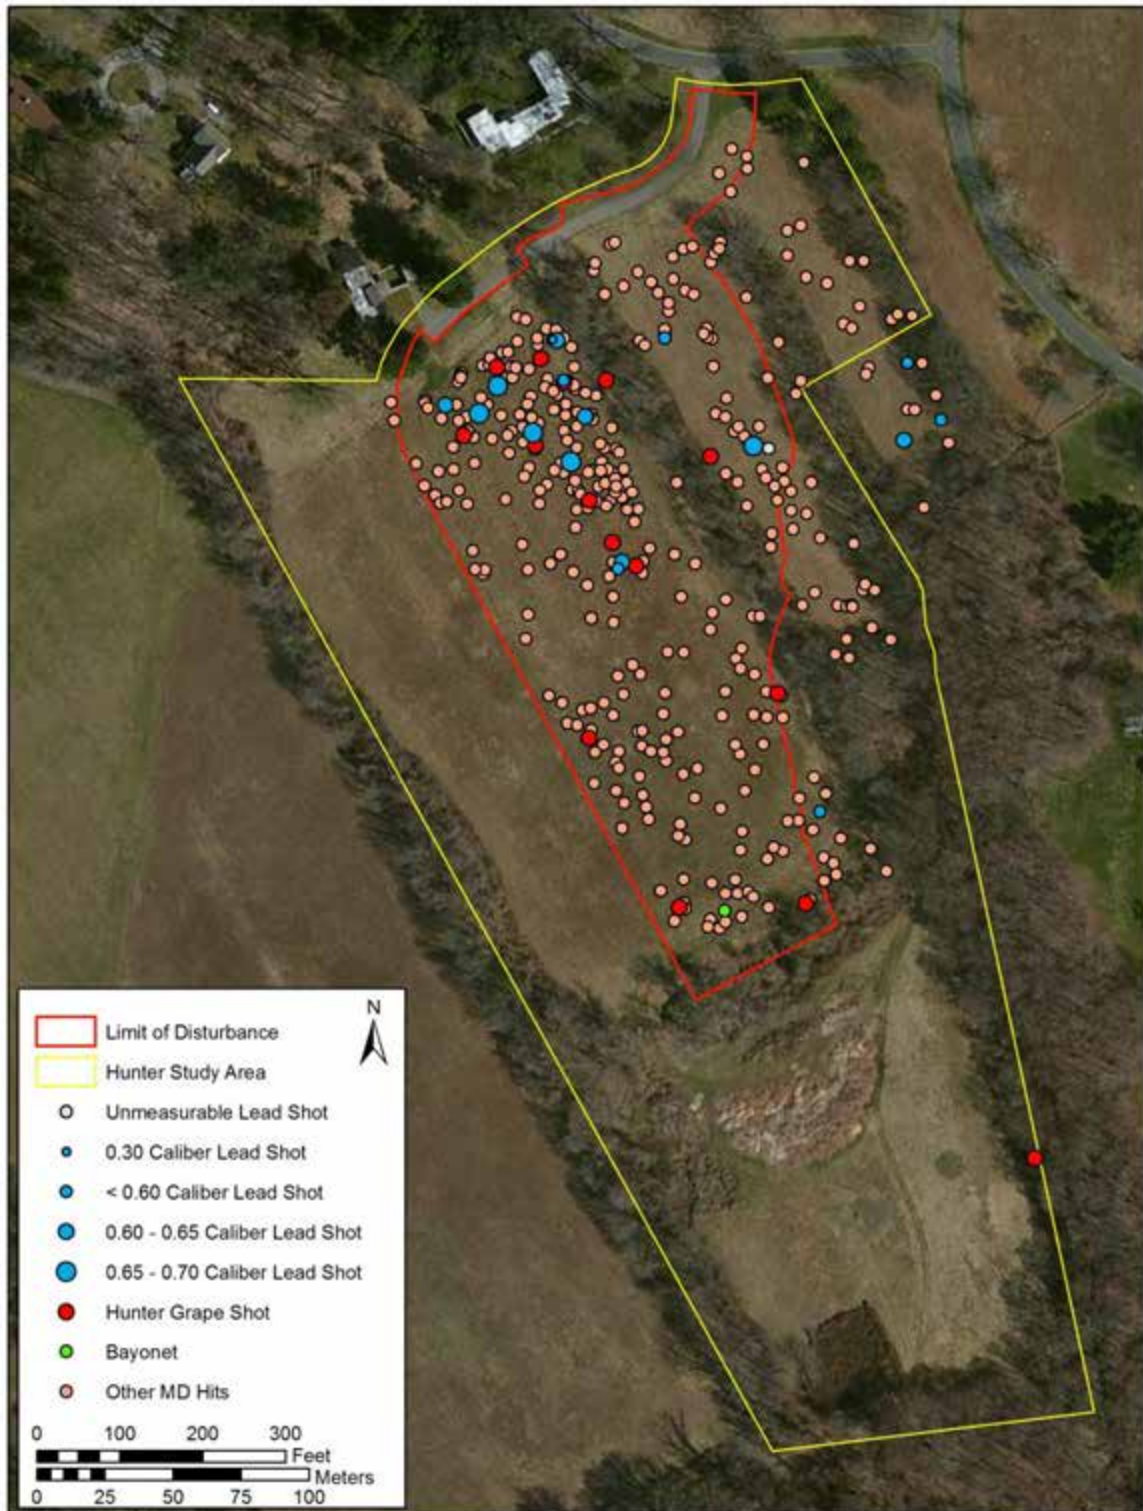 N
Limit of Disturbance
Hunter Study Area
Unmeasurable Lead Shot
0.30 Caliber Lead Shot
< 0.60 Caliber Lead Shot
0.60 - 0.65 Caliber Lead Shot
0.65 - 0.70 Caliber Lead Shot
Hunter Grape Shot
Bayonet
Other MD Hits
0 100 200 300
Feet
Meters
0 25 50 75 100